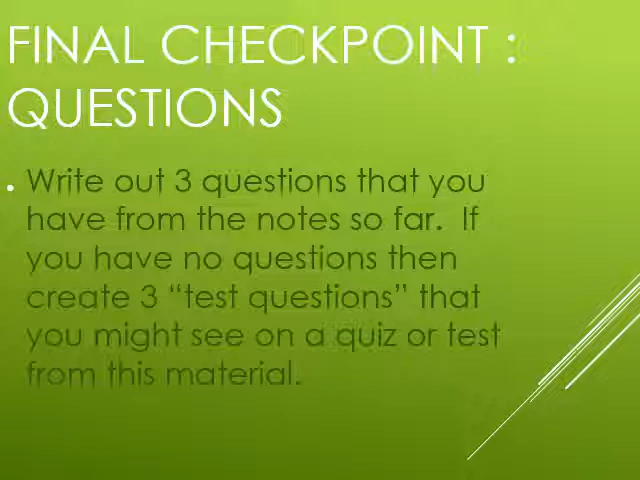 FINAL CHECKPOINT :
QUESTIONS
• Write out 3 questions that you
have from the notes so far.  If
you have no questions then
create 3 “test questions” that
you might see on a quiz or test
from this material.